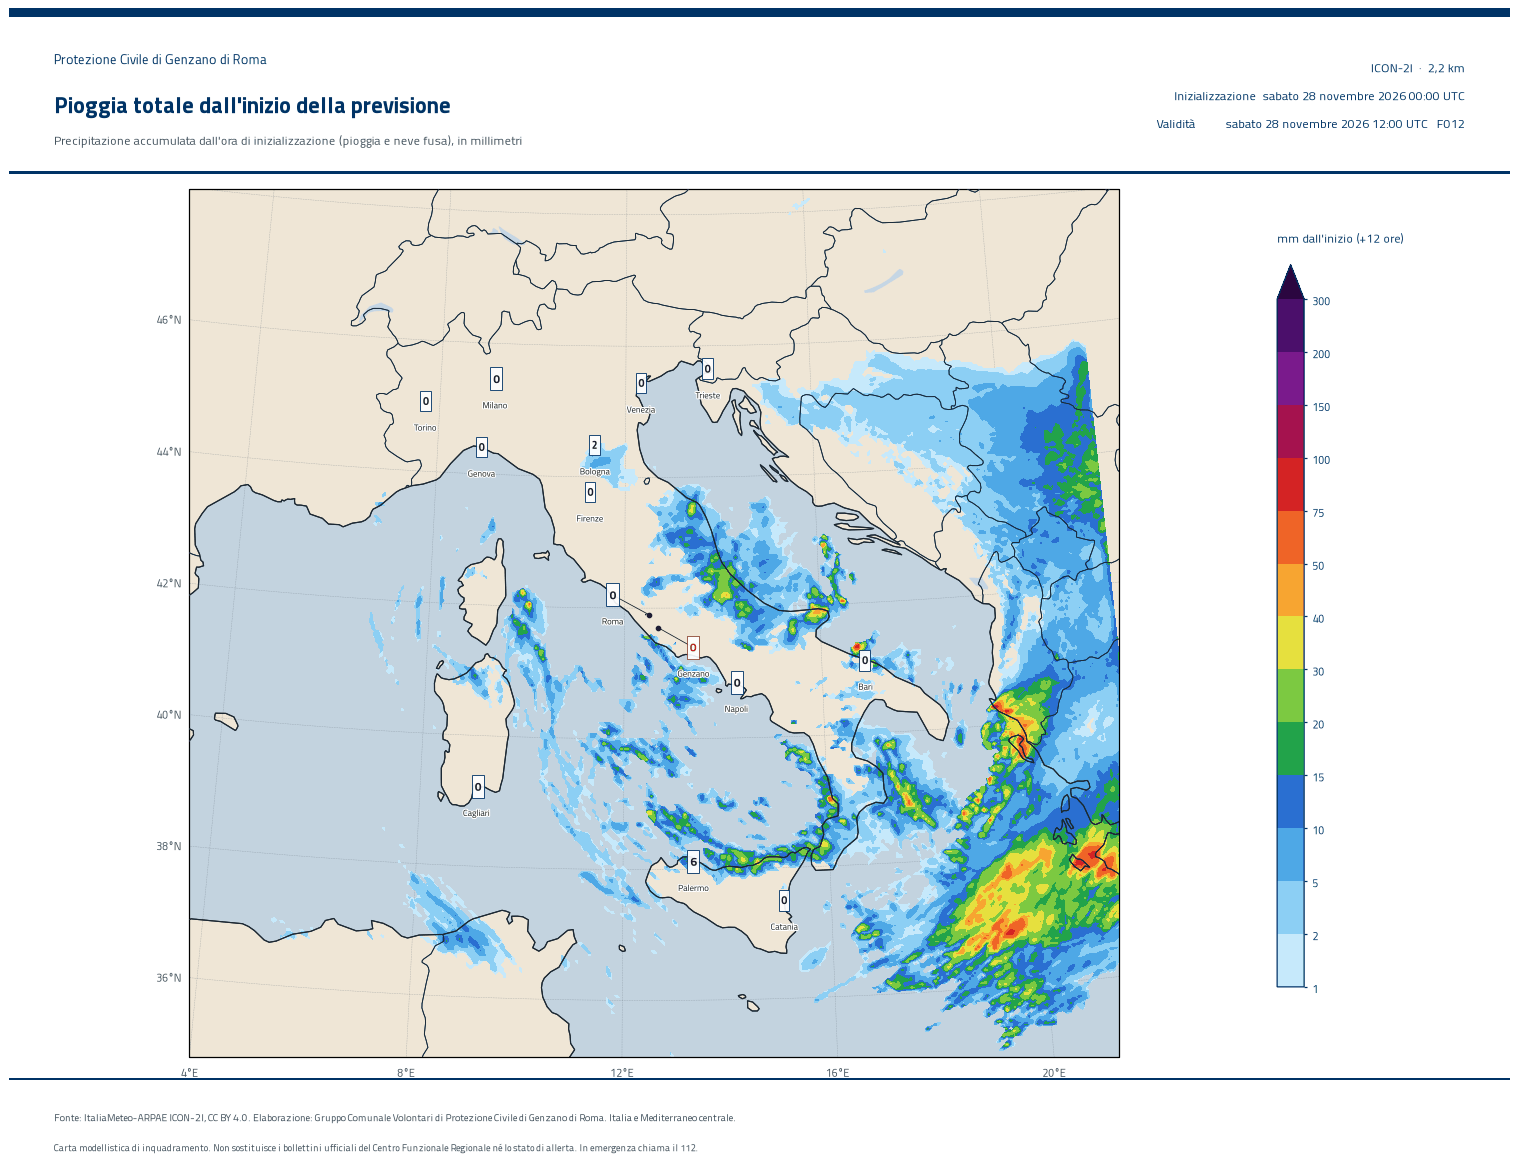 Protezione Civile di Genzano di Roma
Pioggia totale dall'inizio della previsione
Precipitazione accumulata dall'ora di inizializzazione (pioggia e neve fusa), in millimetri
ICON-2I · 2,2 km
Inizializzazione sabato 28 novembre 2026 00:00 UTC
Validità sabato 28 novembre 2026 12:00 UTC F012
mm dall'inizio (+12 ore)
300
200
150
100
75
50
40
30
20
15
10
5
2
1
46°N
44°N
42°N
40°N
38°N
36°N
4°E
8°E
12°E
16°E
20°E
0
Trieste
0
Milano
0
Venezia
0
Torino
2
Bologna
0
Genova
0
Firenze
0
Roma
0
Genzano
0
Bari
0
Napoli
0
Cagliari
6
Palermo
0
Catania
Fonte: ItaliaMeteo-ARPAE ICON-2I, CC BY 4.0. Elaborazione: Gruppo Comunale Volontari di Protezione Civile di Genzano di Roma. Italia e Mediterraneo centrale.
Carta modellistica di inquadramento. Non sostituisce i bollettini ufficiali del Centro Funzionale Regionale né lo stato di allerta. In emergenza chiama il 112.